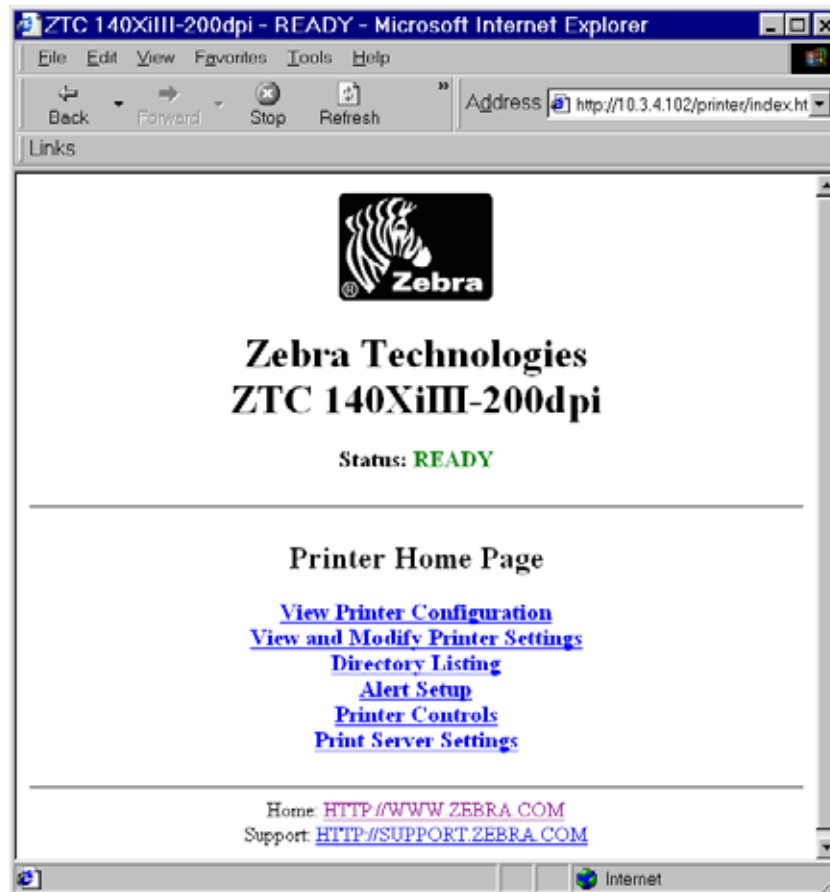 ZTC 140XiIII-200dpi - READY - Microsoft Internet Explorer
File Edit View Favorites Tools Help
Back Forward Stop Refresh » Address http://10.3.4.102/printer/index.ht
Links
® Zebra
Zebra Technologies
ZTC 140XiIII-200dpi
Status: READY
Printer Home Page
View Printer Configuration
View and Modify Printer Settings
Directory Listing
Alert Setup
Printer Controls
Print Server Settings
Home: HTTP://WWW.ZEBRA.COM
Support: HTTP://SUPPORT.ZEBRA.COM
Internet